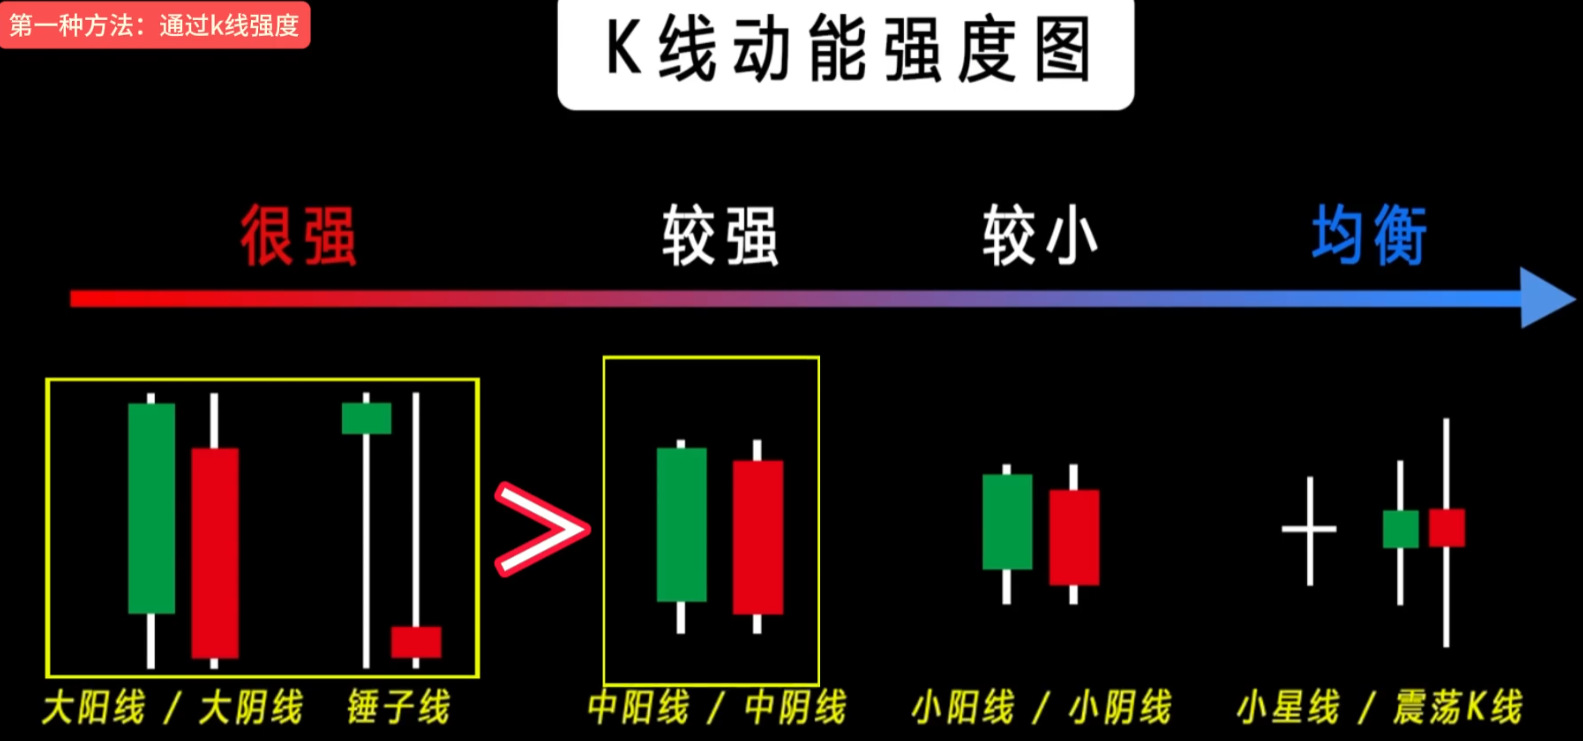 第一种方法：通过k线强度
K线动能强度图
很强 较强 较小 均衡
大阳线 / 大阴线 锤子线 中阳线 / 中阴线 小阳线 / 小阴线 小星线 / 震荡K线